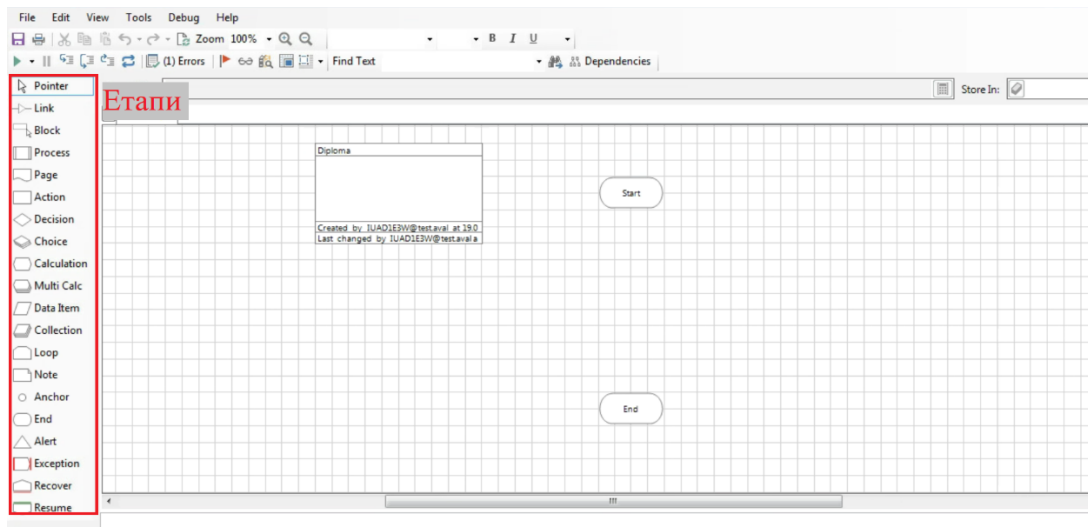 File Edit View Tools Debug Help
Zoom 100% B I U
(1) Errors Find Text Dependencies
Pointer
Store In:
Етапи
Link
Block
Process
Page
Action
Decision
Choice
Calculation
Multi Calc
Data Item
Collection
Loop
Note
Anchor
End
Alert
Exception
Recover
Resume
Diploma
Created by IUAD1E3W@test.aval at 19.0
Last changed by IUAD1E3W@test.aval a
Start
End